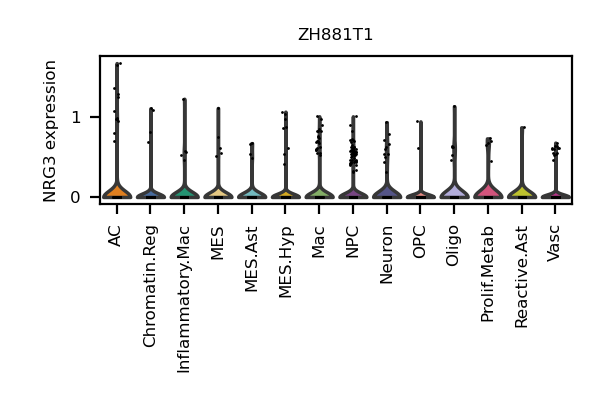 ZH881T1
NRG3 expression
1
0
AC
Chromatin.Reg
Inflammatory.Mac
MES
MES.Ast
MES.Hyp
Mac
NPC
Neuron
OPC
Oligo
Prolif.Metab
Reactive.Ast
Vasc